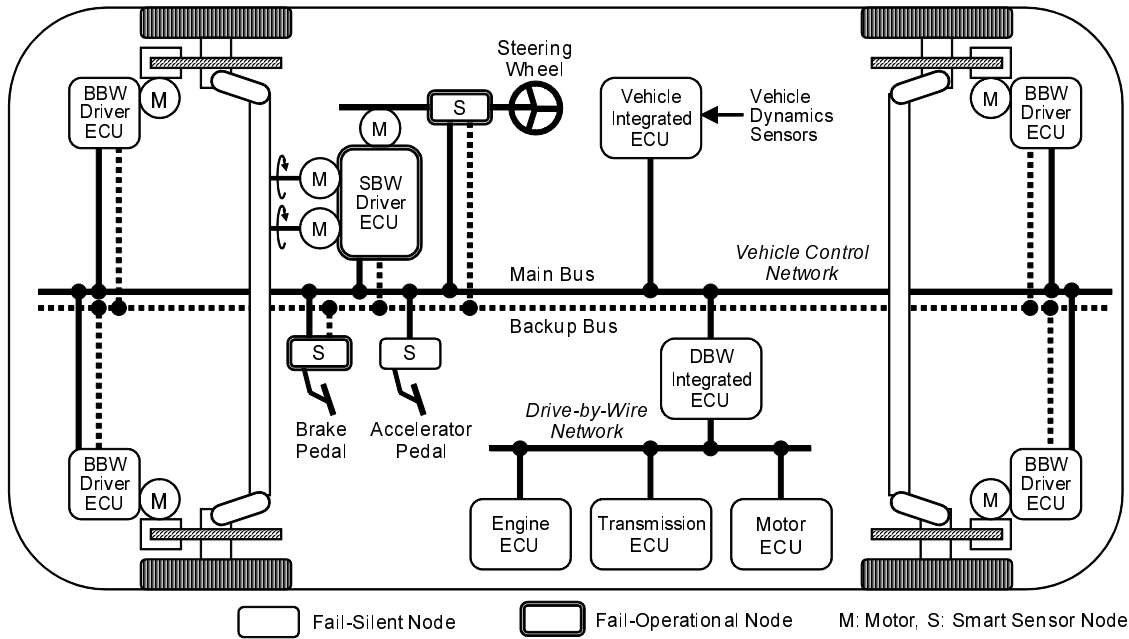 Steering
Wheel
BBW
Driver
ECU
M
S
M
Vehicle
Integrated
ECU
Vehicle
Dynamics
Sensors
M
BBW
Driver
ECU
M
M
SBW
Driver
ECU
Main Bus
Vehicle Control
Network
Backup Bus
S
S
DBW
Integrated
ECU
Brake
Pedal
Accelerator
Pedal
Drive-by-Wire
Network
BBW
Driver
ECU
M
Engine
ECU
Transmission
ECU
Motor
ECU
M
BBW
Driver
ECU
Fail-Silent Node
Fail-Operational Node
M: Motor, S: Smart Sensor Node